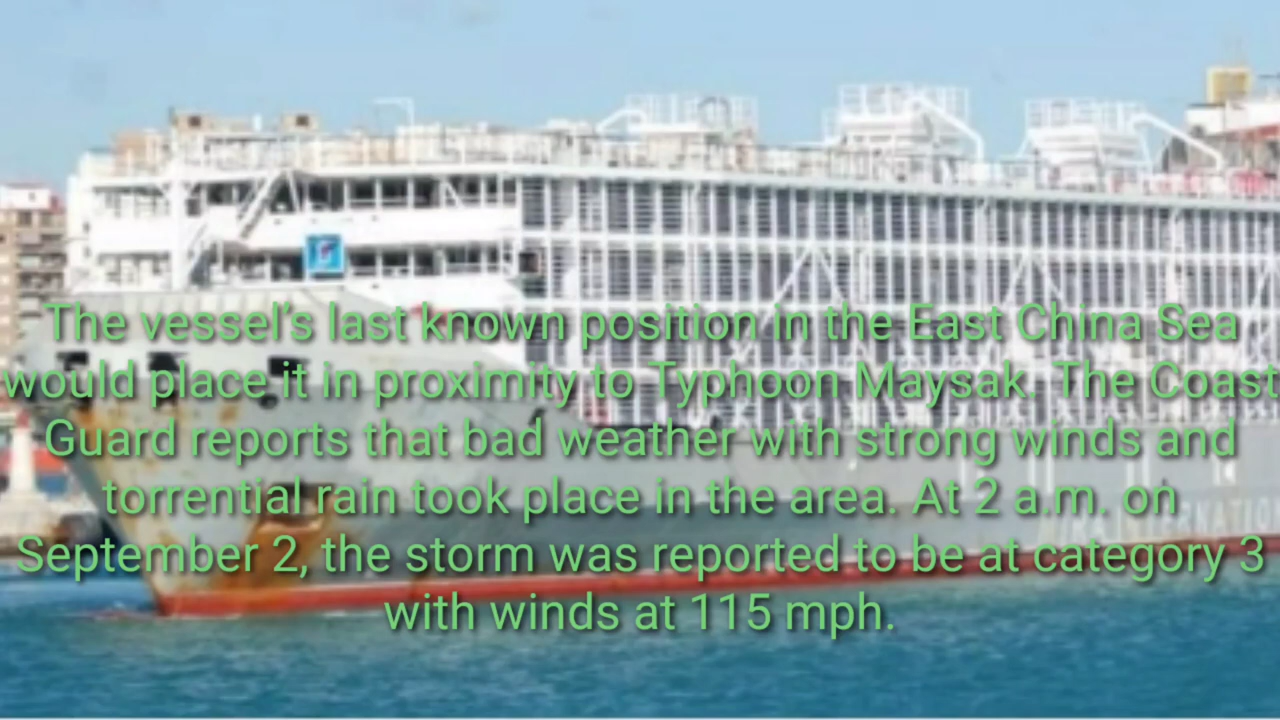 The vessel's last known position in the East China Sea
would place it in proximity to Typhoon Maysak. The Coast
Guard reports that bad weather with strong winds and
torrential rain took place in the area. At 2 a.m. on
September 2, the storm was reported to be at category 3
with winds at 115 mph.